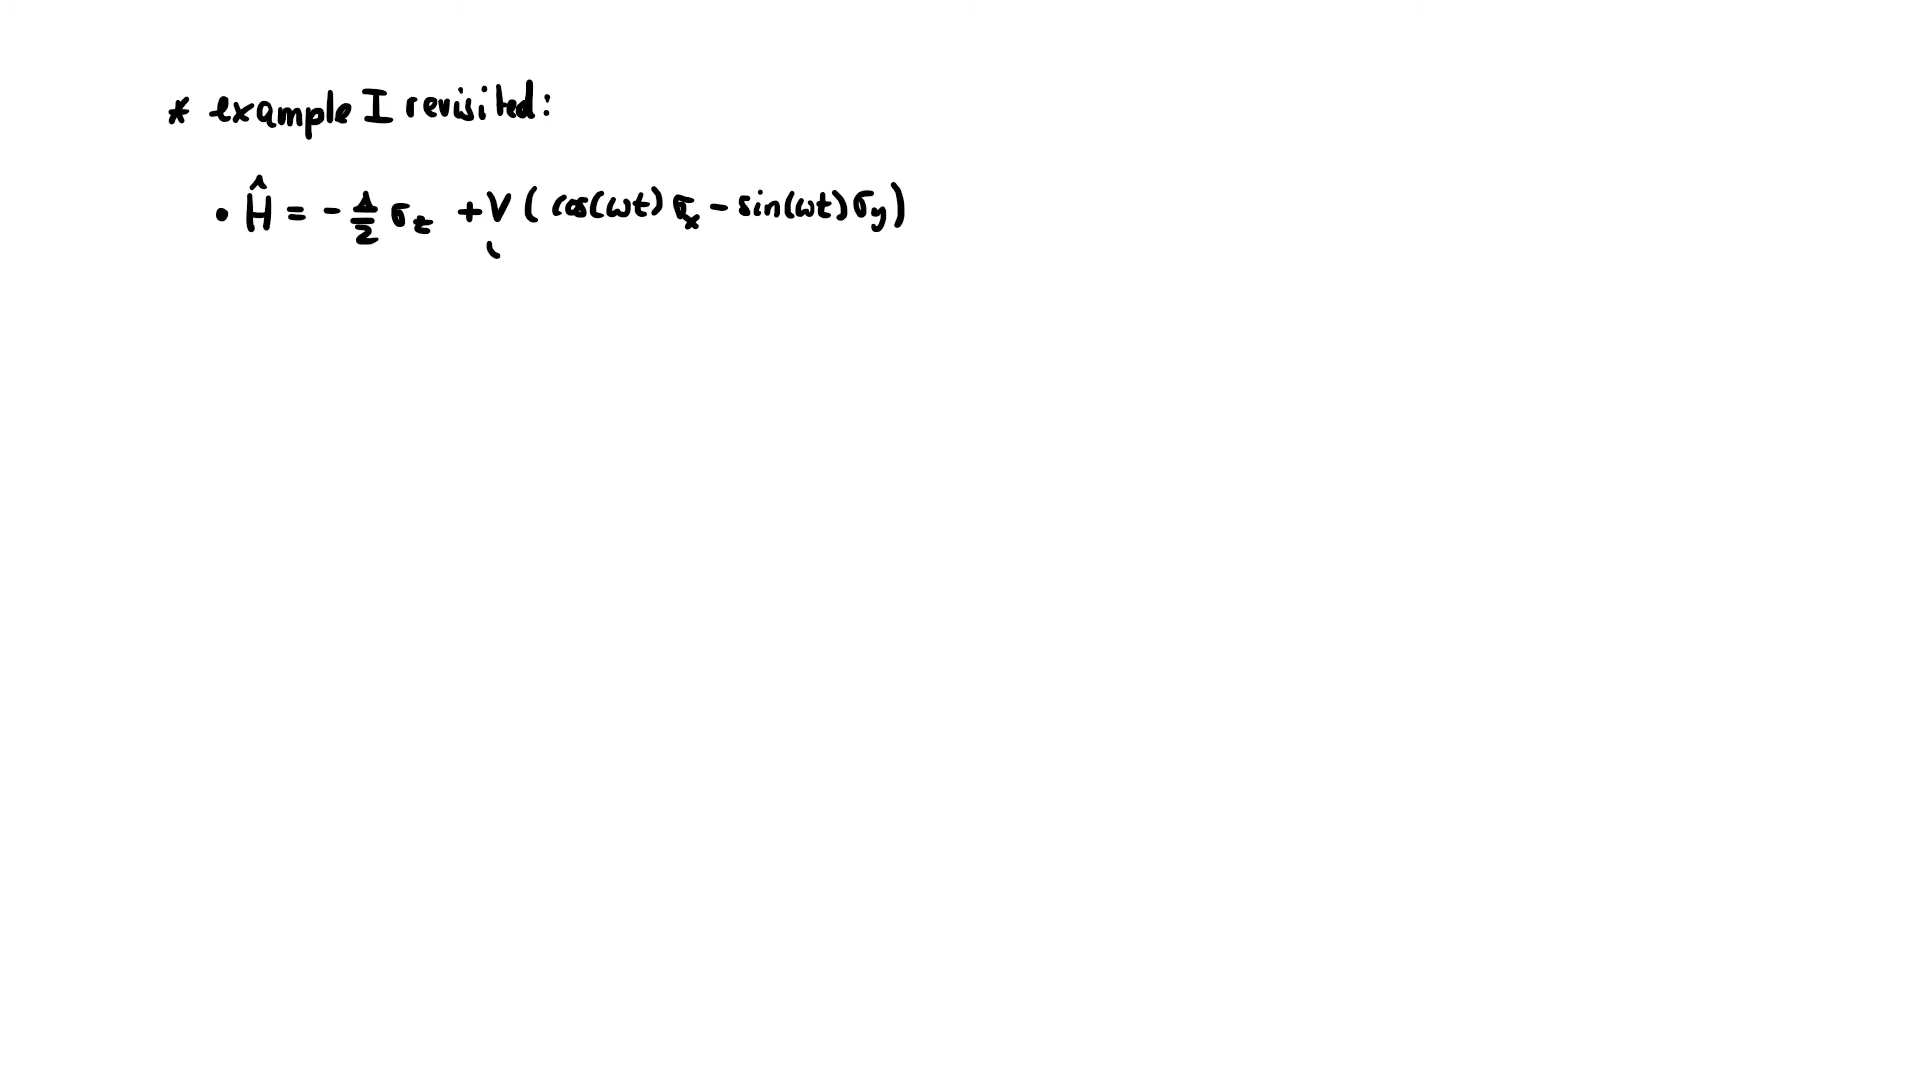 * example I revisited:
• Ĥ = - Δ/2 σz + V ( cos(ωt) σx - sin(ωt) σy )